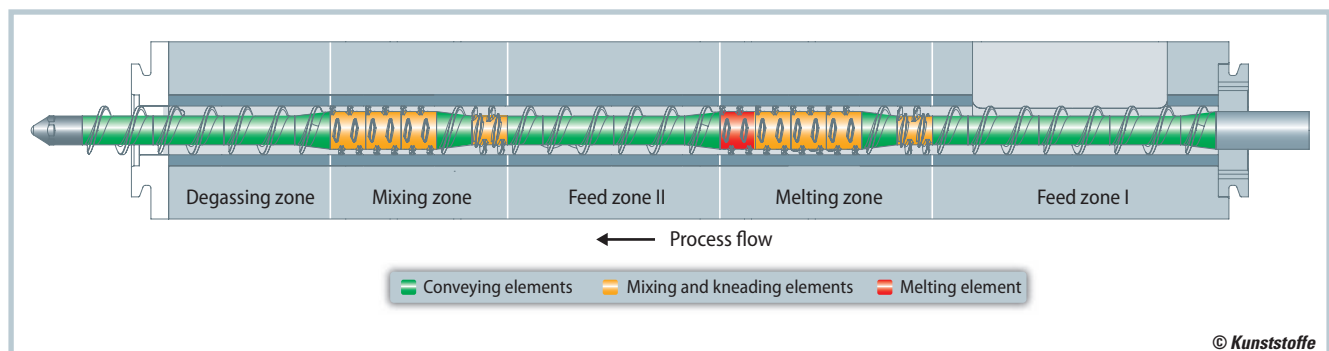 Degassing zone Mixing zone Feed zone II Melting zone Feed zone I
Process flow
Conveying elements Mixing and kneading elements Melting element
© Kunststoffe